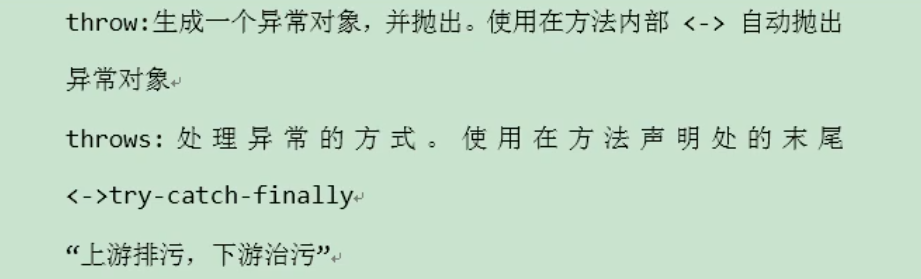 throw:生成一个异常对象，并抛出。使用在方法内部 <-> 自动抛出
异常对象
throws:处理异常的方式。使用在方法声明处的末尾
<->try-catch-finally
“上游排污，下游治污”